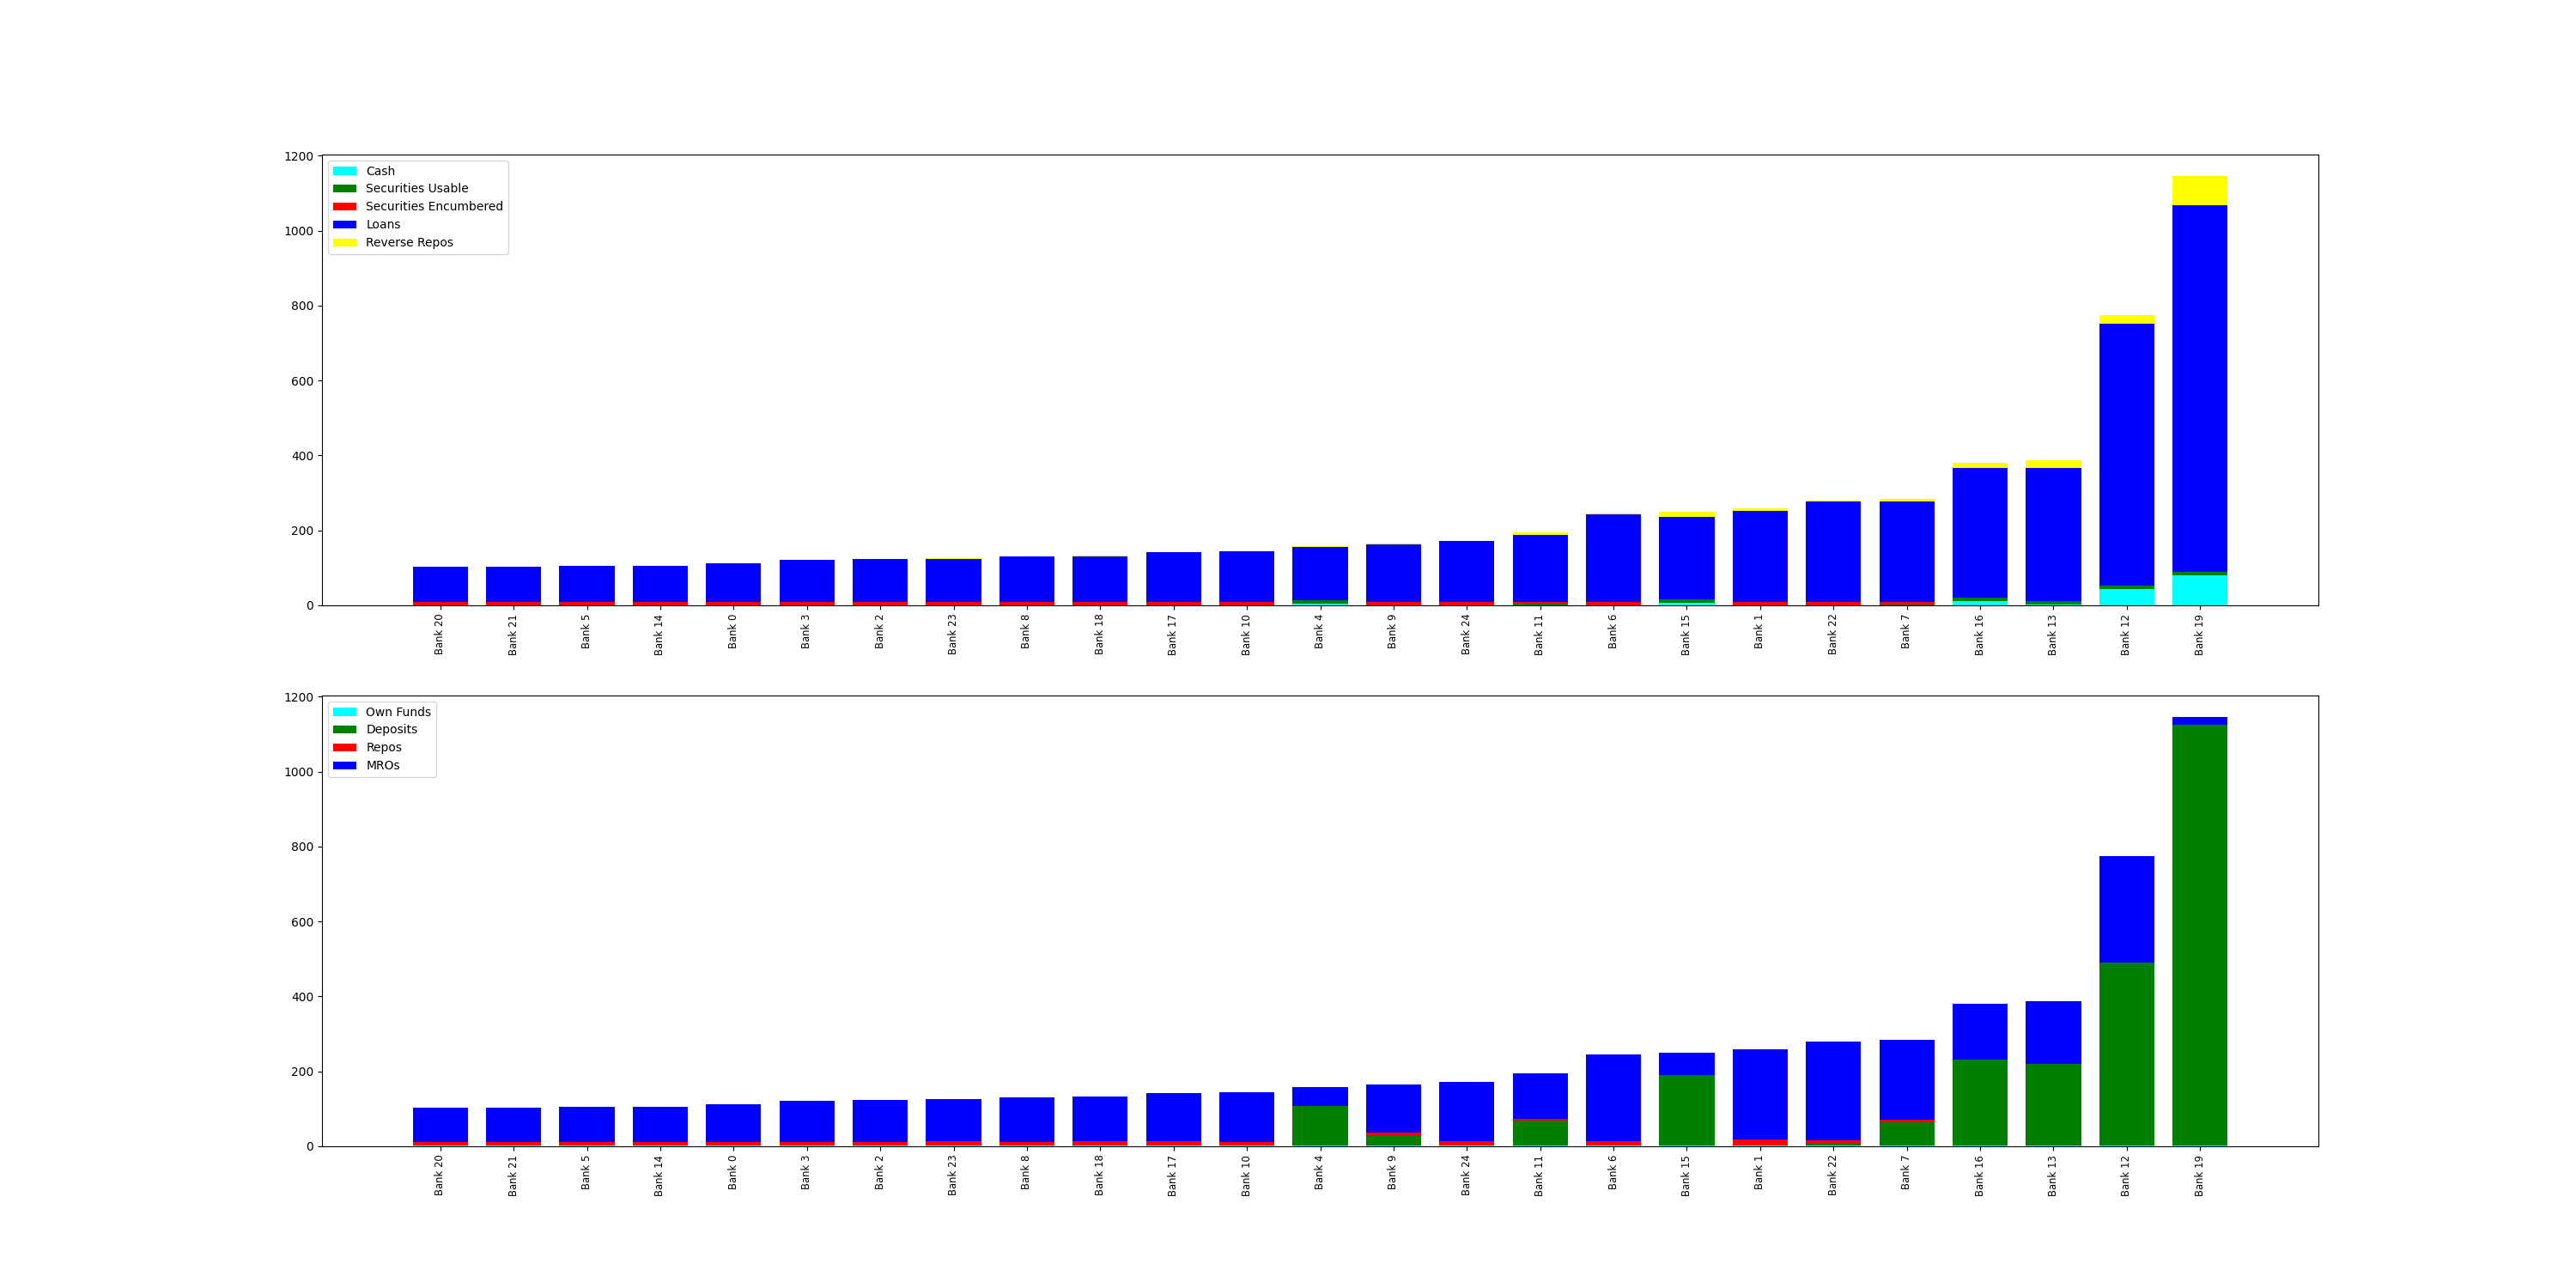 1200
1000
800
600
400
200
0
Cash
Securities Usable
Securities Encumbered
Loans
Reverse Repos
Bank 20
Bank 21
Bank 5
Bank 14
Bank 0
Bank 3
Bank 2
Bank 23
Bank 8
Bank 18
Bank 17
Bank 10
Bank 4
Bank 9
Bank 24
Bank 11
Bank 6
Bank 15
Bank 1
Bank 22
Bank 7
Bank 16
Bank 13
Bank 12
Bank 19
1200
1000
800
600
400
200
0
Own Funds
Deposits
Repos
MROs
Bank 20
Bank 21
Bank 5
Bank 14
Bank 0
Bank 3
Bank 2
Bank 23
Bank 8
Bank 18
Bank 17
Bank 10
Bank 4
Bank 9
Bank 24
Bank 11
Bank 6
Bank 15
Bank 1
Bank 22
Bank 7
Bank 16
Bank 13
Bank 12
Bank 19